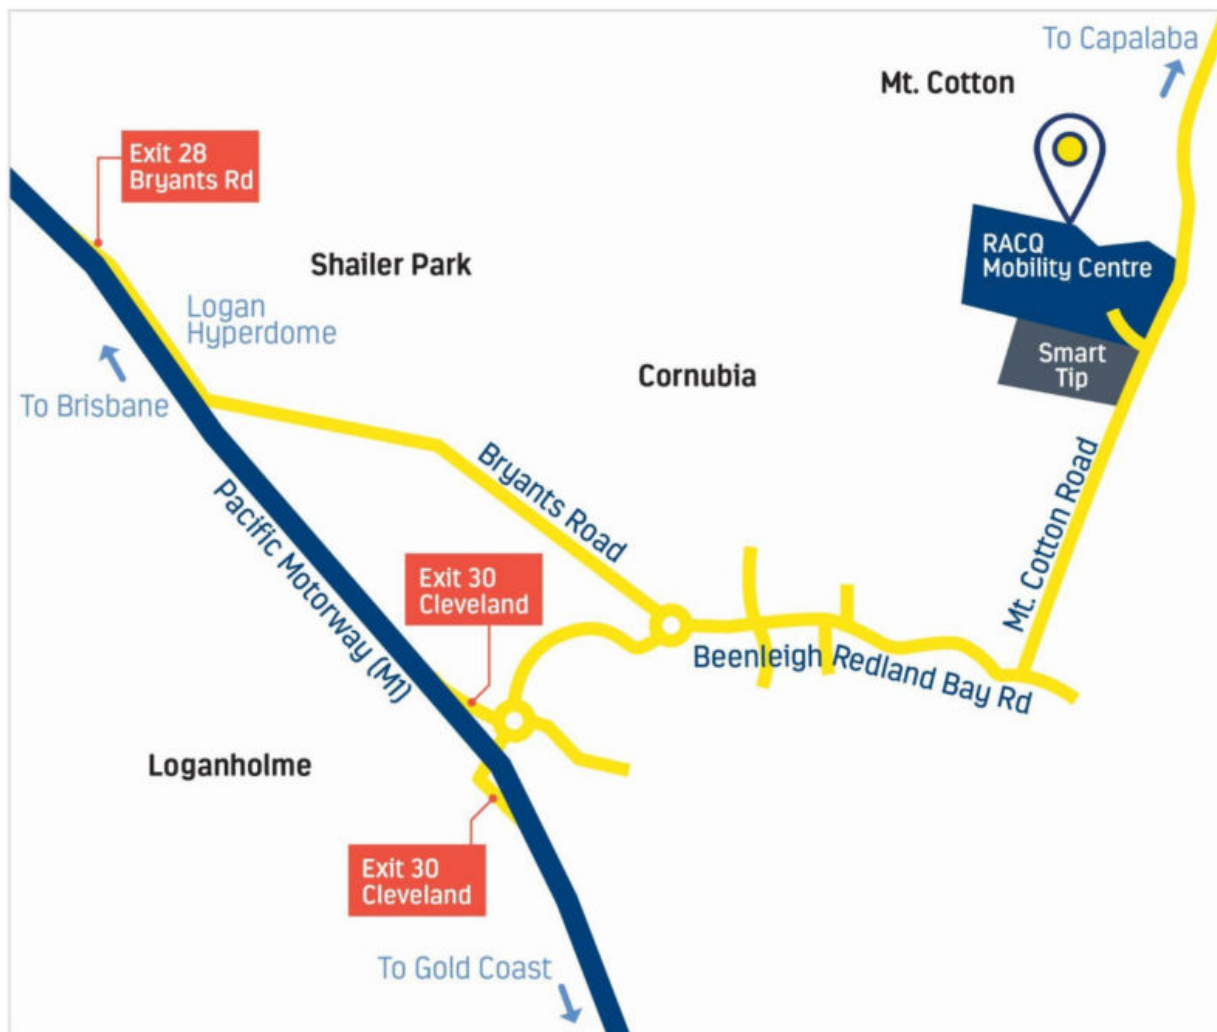 To Capalaba
Mt. Cotton
Exit 28
Bryants Rd
RACQ
Mobility Centre
Shailer Park
Logan
Hyperdome
Smart
Tip
Cornubia
To Brisbane
Bryants Road
Mt. Cotton Road
Pacific Motorway (M1)
Exit 30
Cleveland
Beenleigh Redland Bay Rd
Loganholme
Exit 30
Cleveland
To Gold Coast